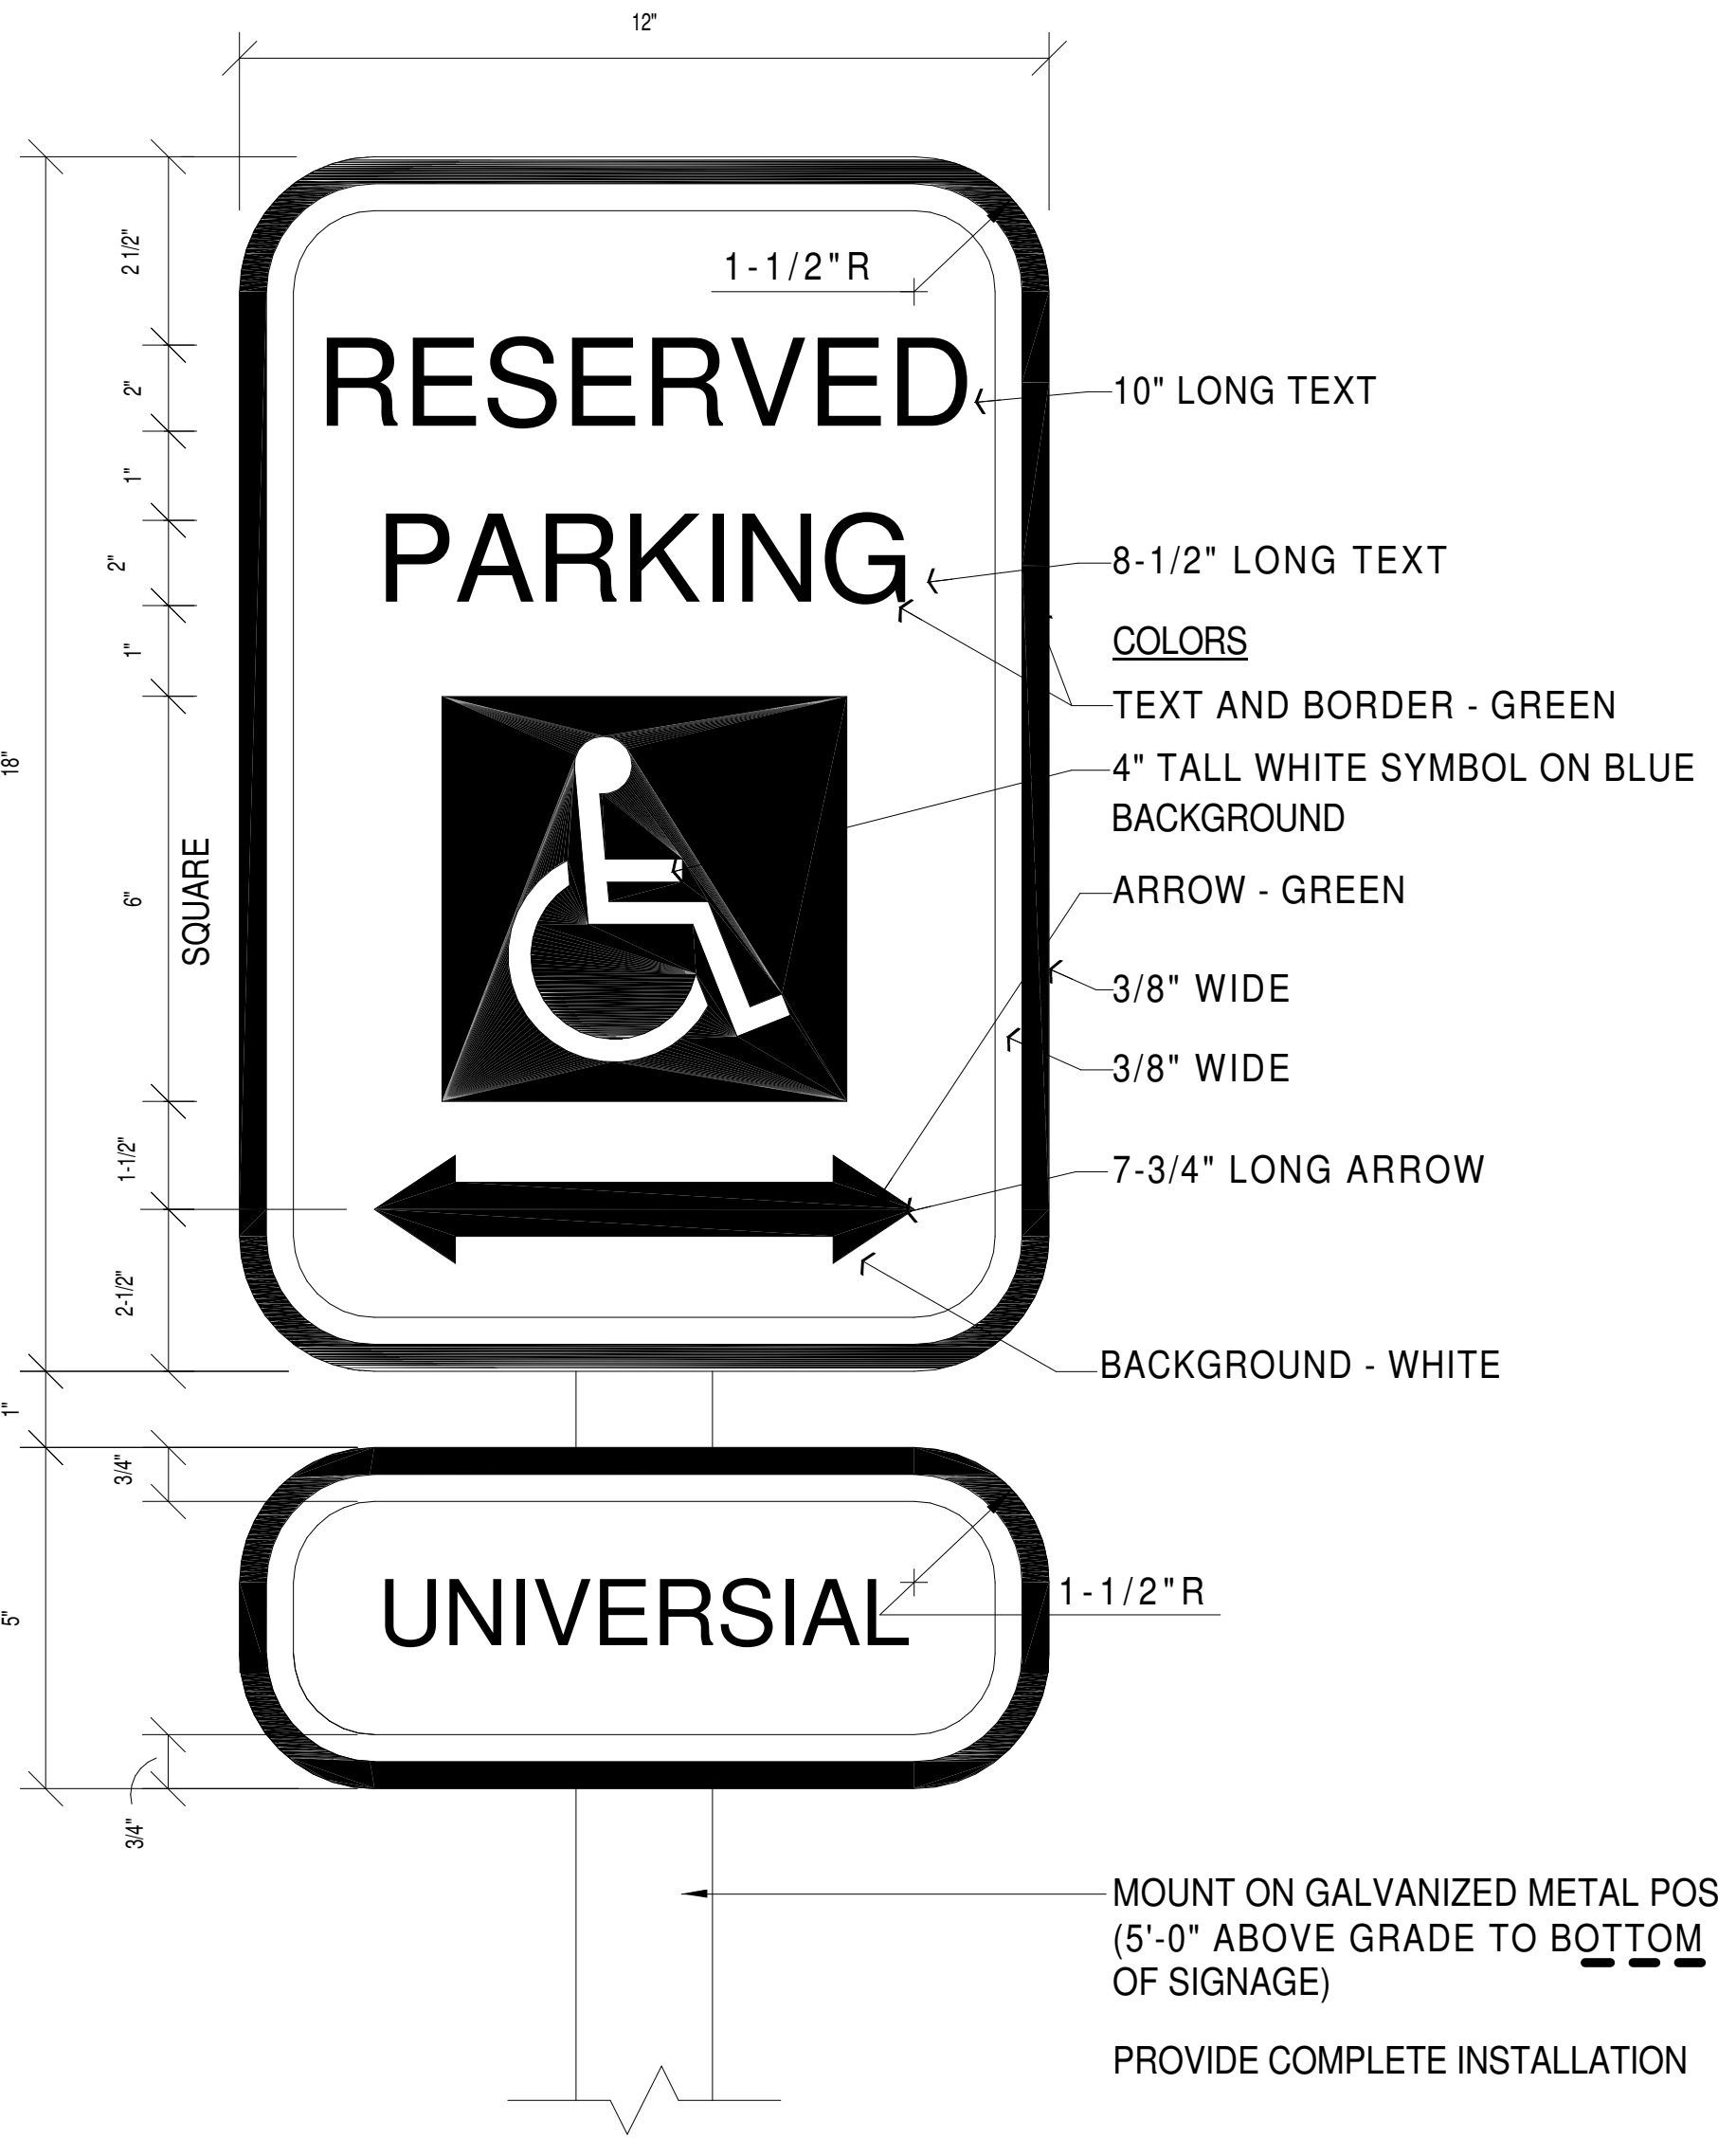 12"
2 1/2"
1-1/2"R
RESERVED
2"
10" LONG TEXT
1"
PARKING
2"
8-1/2" LONG TEXT
1"
COLORS
TEXT AND BORDER - GREEN
18"
4" TALL WHITE SYMBOL ON BLUE
BACKGROUND
6"
SQUARE
ARROW - GREEN
3/8" WIDE
3/8" WIDE
1-1/2"
7-3/4" LONG ARROW
2-1/2"
BACKGROUND - WHITE
1"
3/4"
5"
UNIVERSIAL
1-1/2"R
3/4"
MOUNT ON GALVANIZED METAL POS
(5'-0" ABOVE GRADE TO BOTTOM
OF SIGNAGE)
PROVIDE COMPLETE INSTALLATION